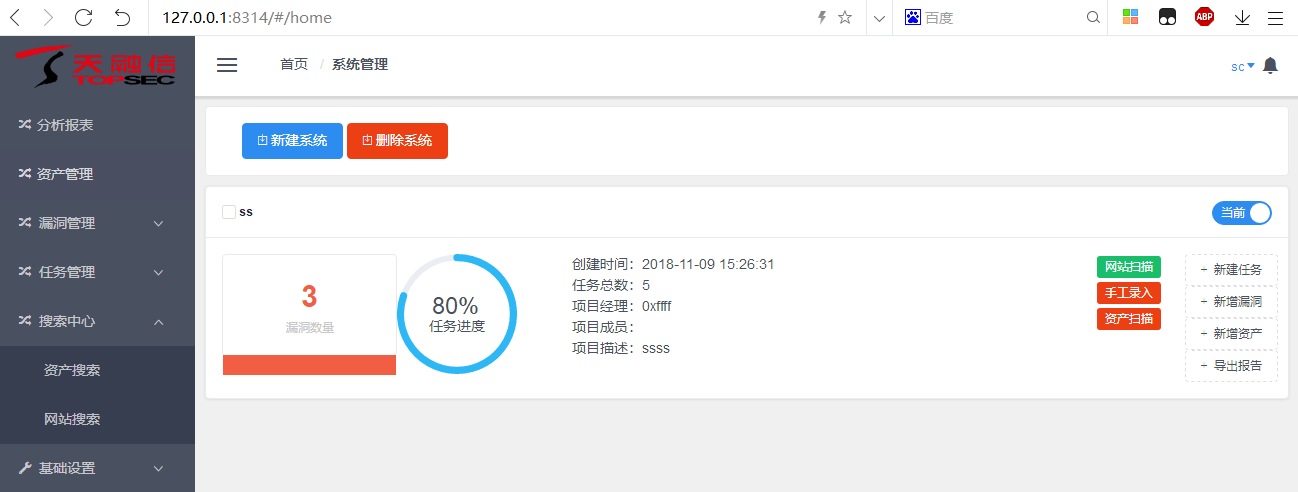 127.0.0.1:8314/#/home
百度
ABP
天融信
TOPSEC
首页 / 系统管理
sc
分析报表
资产管理
漏洞管理
任务管理
搜索中心
资产搜索
网站搜索
基础设置
新建系统
删除系统
ss
当前
3
漏洞数量
80%
任务进度
创建时间：2018-11-09 15:26:31
任务总数：5
项目经理：0xffff
项目成员：
项目描述：ssss
网站扫描
手工录入
资产扫描
+ 新建任务
+ 新增漏洞
+ 新增资产
+ 导出报告